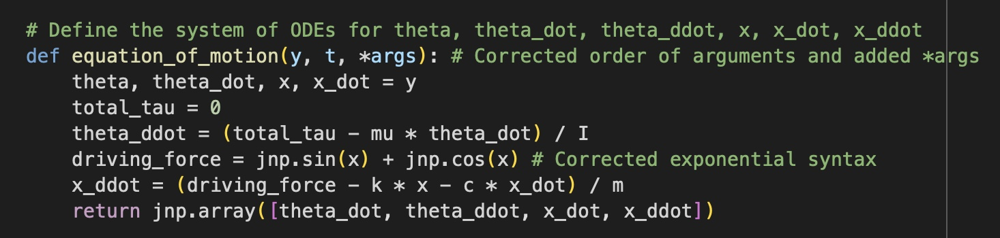 # Define the system of ODEs for theta, theta_dot, theta_ddot, x, x_dot, x_ddot
def equation_of_motion(y, t, *args): # Corrected order of arguments and added *args
    theta, theta_dot, x, x_dot = y
    total_tau = 0
    theta_ddot = (total_tau - mu * theta_dot) / I
    driving_force = jnp.sin(x) + jnp.cos(x) # Corrected exponential syntax
    x_ddot = (driving_force - k * x - c * x_dot) / m
    return jnp.array([theta_dot, theta_ddot, x_dot, x_ddot])